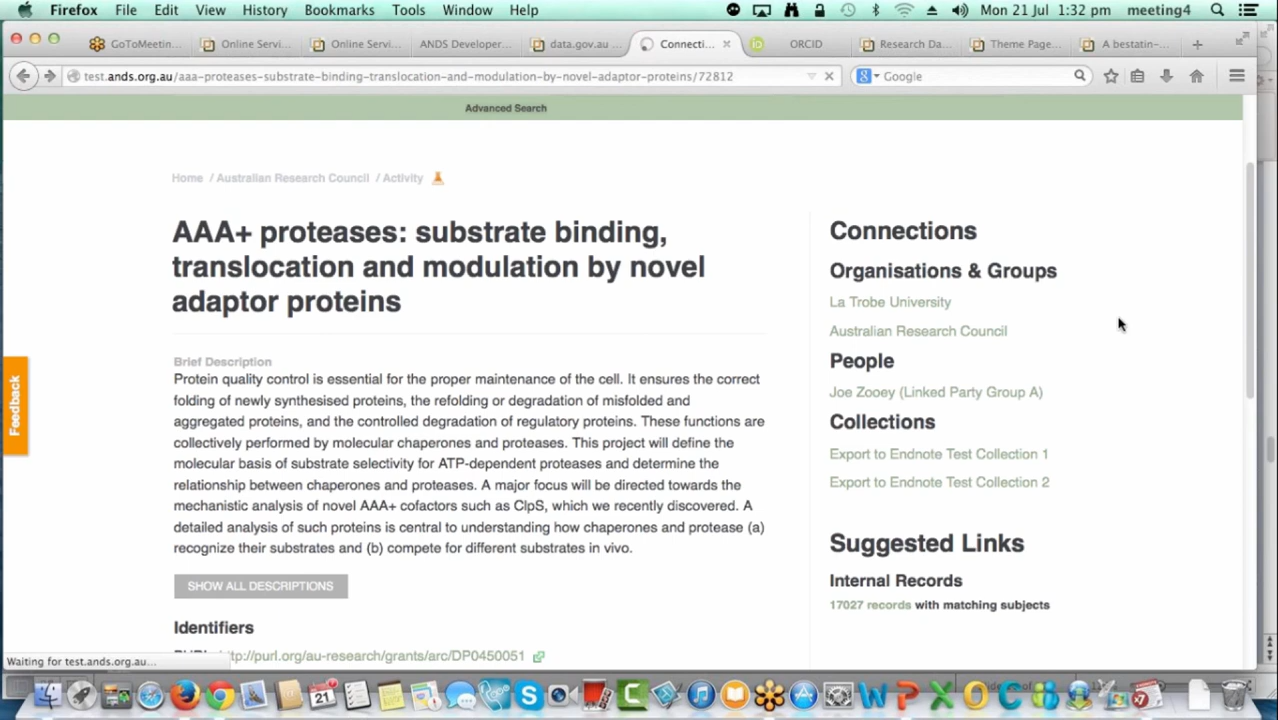 Firefox File Edit View History Bookmarks Tools Window Help Mon 21 Jul 1:32 pm meeting4
GoToMeetin... Online Servi... Online Servi... ANDS Developer... data.gov.au ... Connecti... iD ORCID Research Da... Theme Page... A bestatin-...
test.ands.org.au/aaa-proteases-substrate-binding-translocation-and-modulation-by-novel-adaptor-proteins/72812 Google
Advanced Search
Home / Australian Research Council / Activity
AAA+ proteases: substrate binding,
translocation and modulation by novel
adaptor proteins
Brief Description
Protein quality control is essential for the proper maintenance of the cell. It ensures the correct
folding of newly synthesised proteins, the refolding or degradation of misfolded and
aggregated proteins, and the controlled degradation of regulatory proteins. These functions are
collectively performed by molecular chaperones and proteases. This project will define the
molecular basis of substrate selectivity for ATP-dependent proteases and determine the
relationship between chaperones and proteases. A major focus will be directed towards the
mechanistic analysis of novel AAA+ cofactors such as ClpS, which we recently discovered. A
detailed analysis of such proteins is central to understanding how chaperones and protease (a)
recognize their substrates and (b) compete for different substrates in vivo.
SHOW ALL DESCRIPTIONS
Identifiers
http://purl.org/au-research/grants/arc/DP0450051
Connections
Organisations & Groups
La Trobe University
Australian Research Council
People
Joe Zooey (Linked Party Group A)
Collections
Export to Endnote Test Collection 1
Export to Endnote Test Collection 2
Suggested Links
Internal Records
17027 records with matching subjects
Feedback
Waiting for test.ands.org.au...